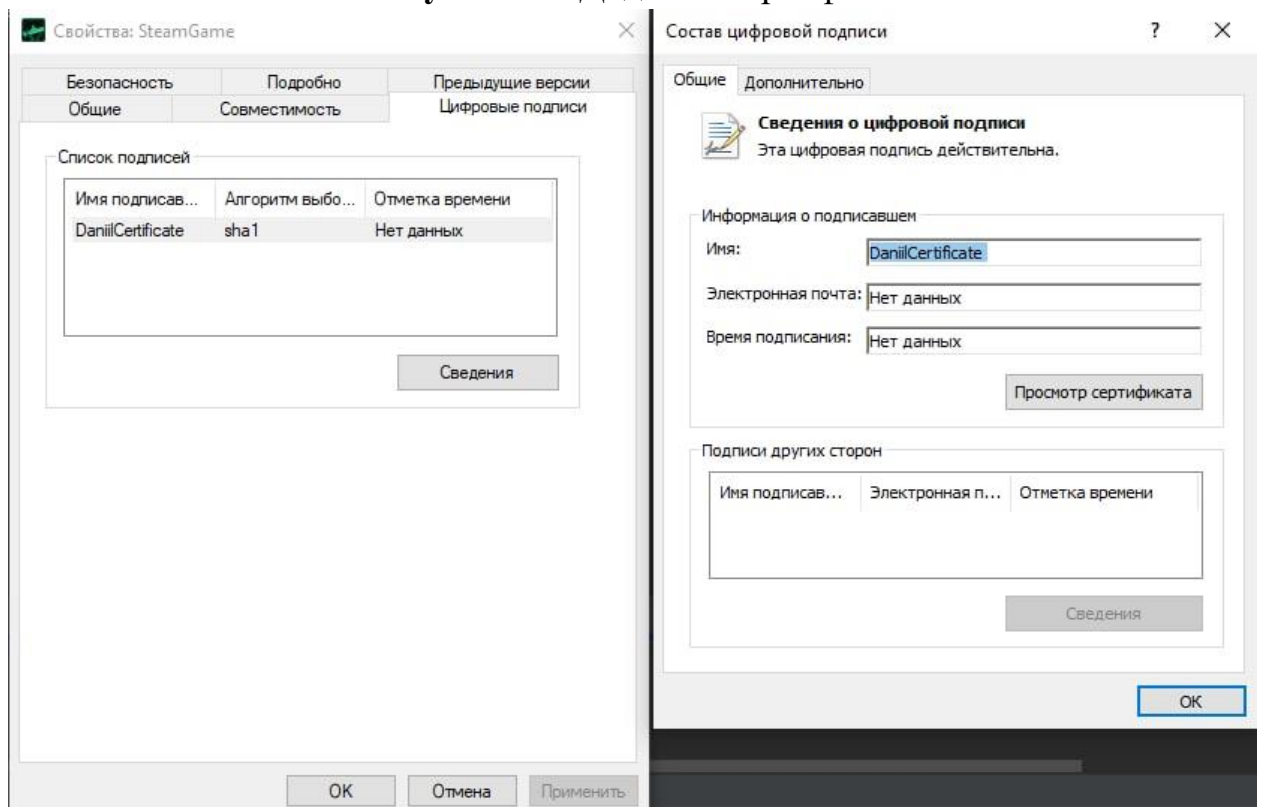 Свойства: SteamGame
Безопасность Подробно Предыдущие версии
Общие Совместимость Цифровые подписи
Список подписей
Имя подписав... Алгоритм выбо... Отметка времени
DaniilCertificate sha1 Нет данных
Сведения
OK Отмена Применить
Состав цифровой подписи ?
Общие Дополнительно
Сведения о цифровой подписи
Эта цифровая подпись действительна.
Информация о подписавшем
Имя: DaniilCertificate
Электронная почта: Нет данных
Время подписания: Нет данных
Просмотр сертификата
Подписи других сторон
Имя подписав... Электронная п... Отметка времени
Сведения
OK